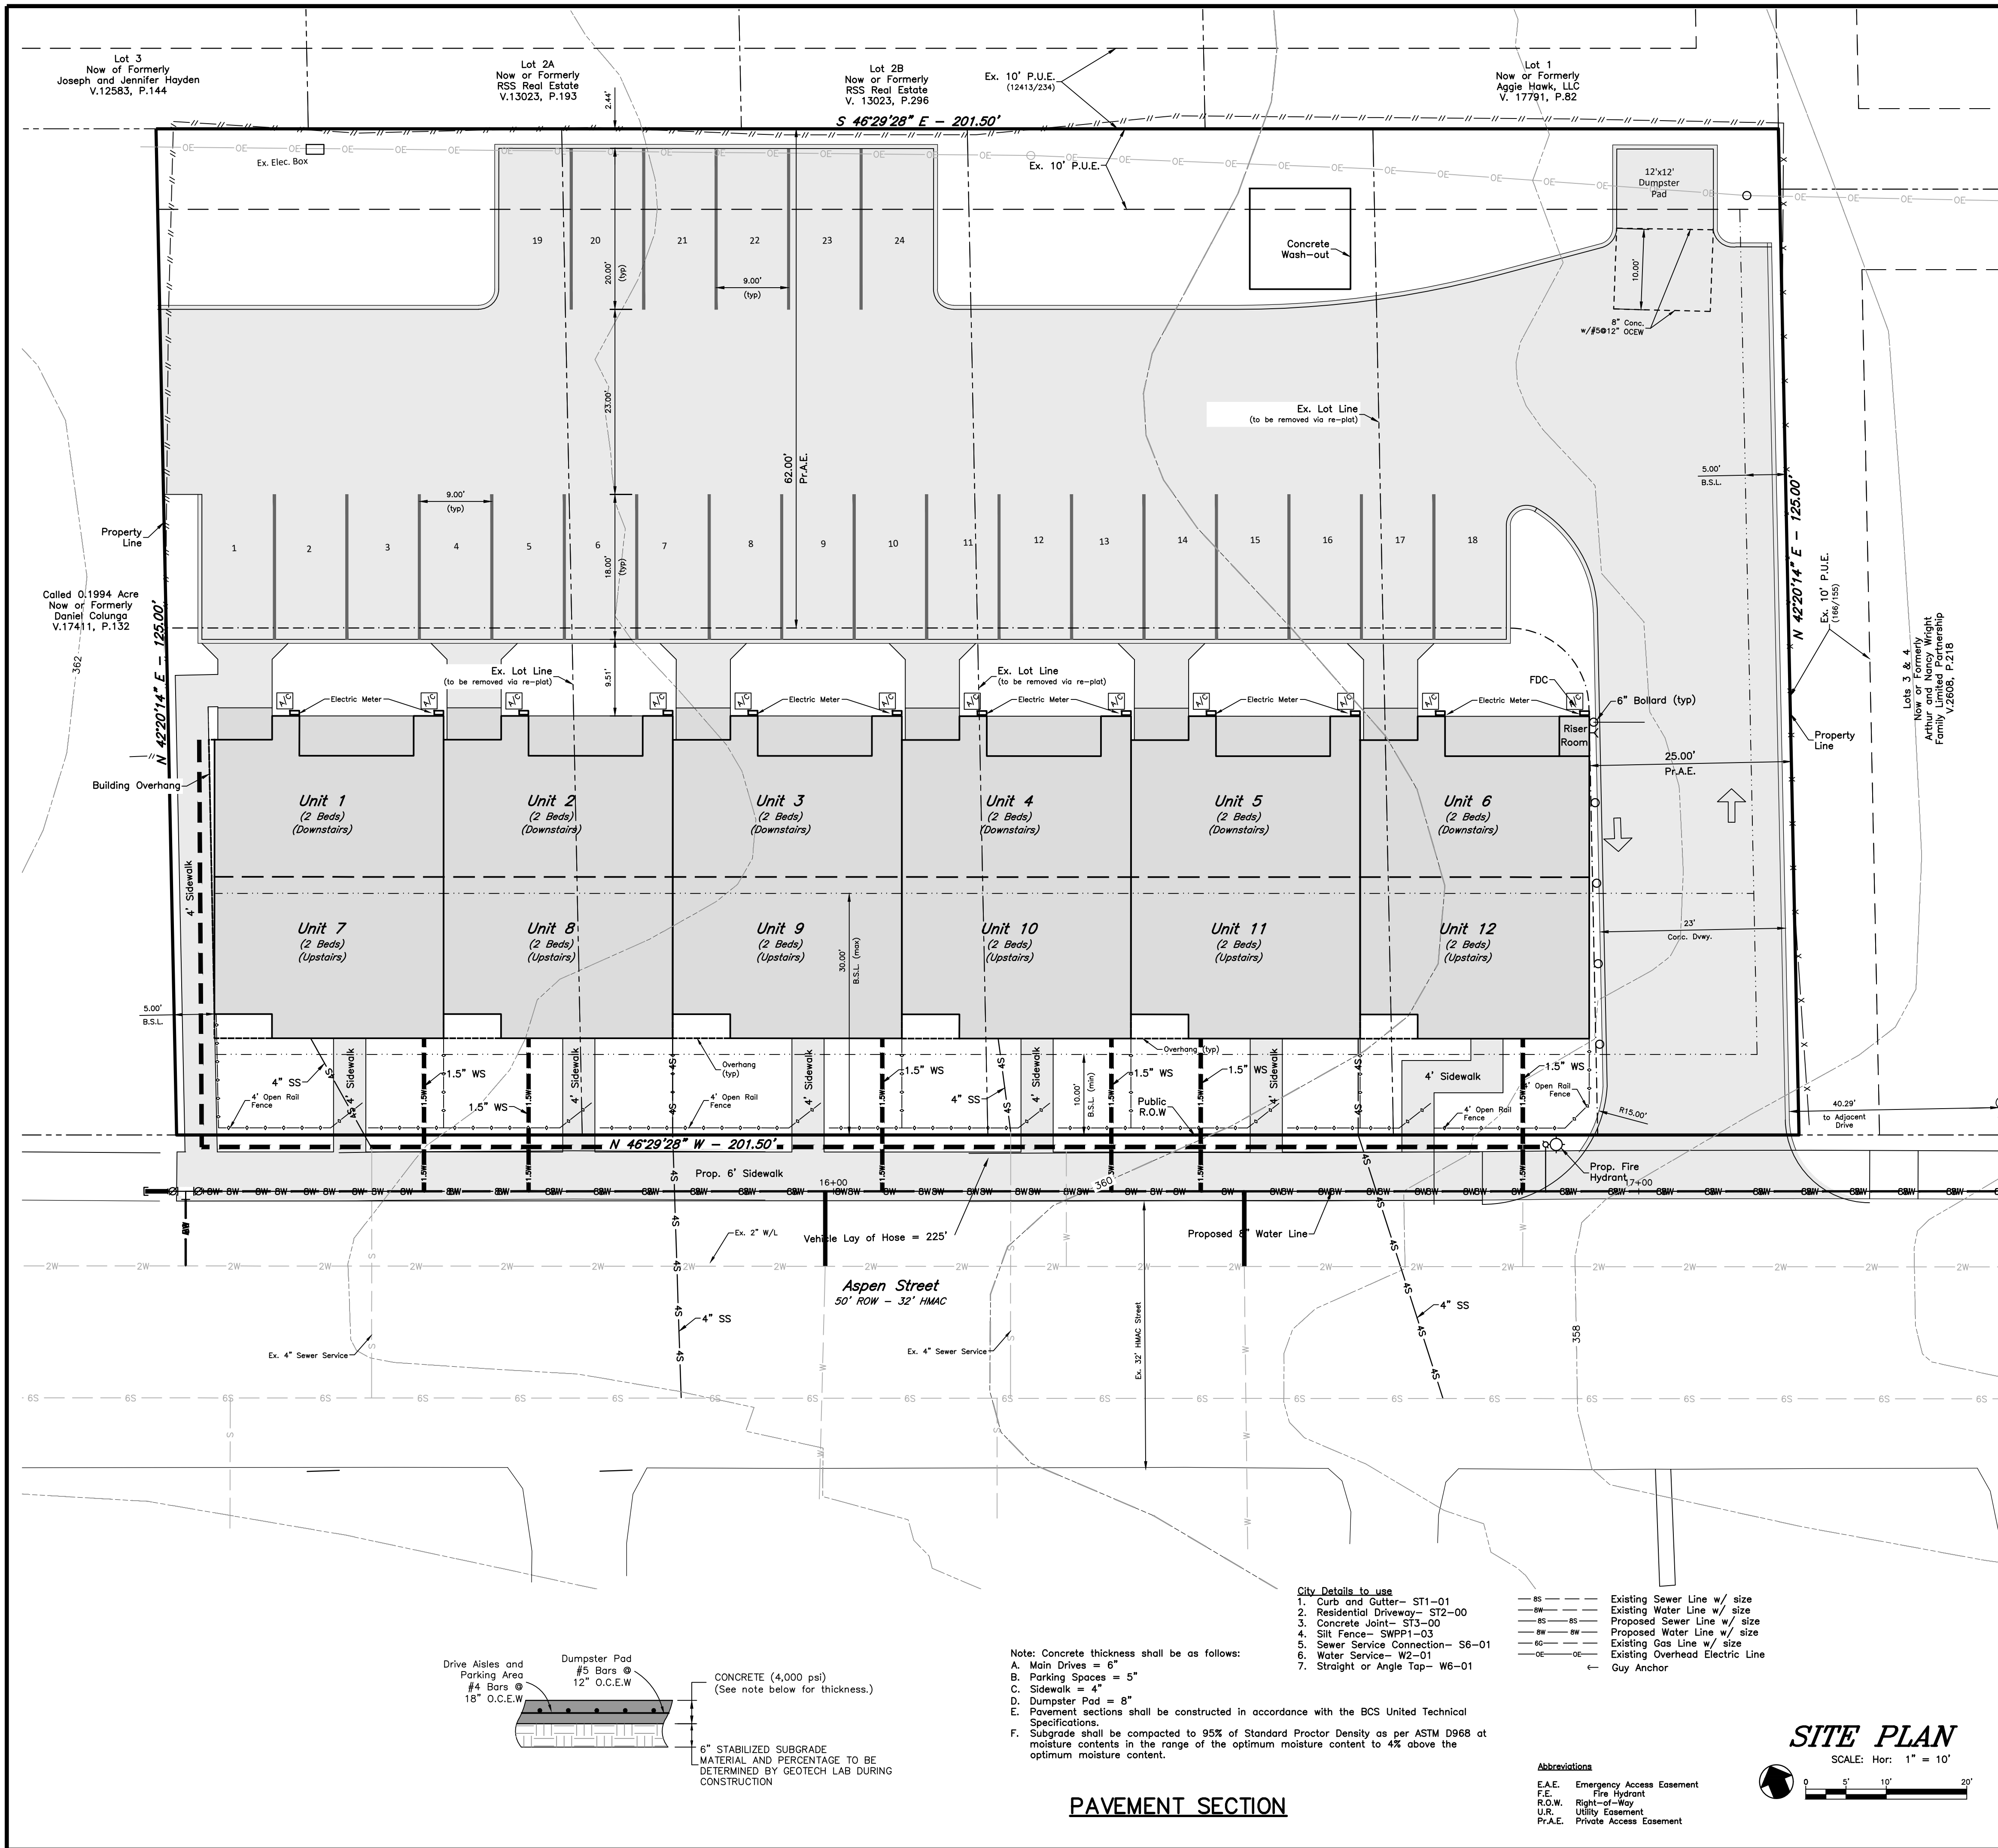 Lot 3
Now of Formerly
Joseph and Jennifer Hayden
V.12583, P.144
Lot 2A
Now or Formerly
RSS Real Estate
V.13023, P.193
2.44'
Lot 2B
Now or Formerly
RSS Real Estate
V. 13023, P.296
Ex. 10' P.U.E.
(12413/234)
Lot 1
Now or Formerly
Aggie Hawk, LLC
V. 17791, P.82
S 46°29'28" E - 201.50'
Ex. Elec. Box
Ex. 10' P.U.E.
12'x12'
Dumpster
Pad
19
20
21
22
23
24
20.00'
(typ)
9.00'
(typ)
Concrete
Wash-out
10.00'
8" Conc.
w/#5@12" OCEW
23.00'
62.00'
Pr.A.E.
Ex. Lot Line
(to be removed via re-plat)
5.00'
B.S.L.
N 42°20'14" E - 125.00'
Property
Line
9.00'
(typ)
1
2
3
4
5
6
7
8
9
10
11
12
13
14
15
16
17
18
18.00'
(typ)
Called 0.1994 Acre
Now or Formerly
Daniel Colunga
V.17411, P.132
362
N 42°20'14" E - 125.00'
Ex. 10' P.U.E.
(166/155)
Lots 3 & 4
Now or Formerly
Arthur and Nancy Wright
Family Limited Partnership
V.2608, P.218
Ex. Lot Line
(to be removed via re-plat)
9.51'
Ex. Lot Line
(to be removed via re-plat)
FDC
A/C
Electric Meter
A/C
A/C
Electric Meter
A/C
A/C
Electric Meter
A/C
A/C
Electric Meter
A/C
A/C
Electric Meter
A/C
A/C
Electric Meter
6" Bollard (typ)
Riser
Room
Property
Line
25.00'
Pr.A.E.
Building Overhang
Unit 1
(2 Beds)
(Downstairs)
Unit 2
(2 Beds)
(Downstairs)
Unit 3
(2 Beds)
(Downstairs)
Unit 4
(2 Beds)
(Downstairs)
Unit 5
(2 Beds)
(Downstairs)
Unit 6
(2 Beds)
(Downstairs)
4' Sidewalk
Unit 7
(2 Beds)
(Upstairs)
Unit 8
(2 Beds)
(Upstairs)
Unit 9
(2 Beds)
(Upstairs)
Unit 10
(2 Beds)
(Upstairs)
Unit 11
(2 Beds)
(Upstairs)
Unit 12
(2 Beds)
(Upstairs)
30.00'
B.S.L. (max)
23'
Conc. Dvwy.
5.00'
B.S.L.
4" SS
4' Sidewalk
1.5" WS
1.5" WS
4' Sidewalk
Overhang
(typ)
4' Sidewalk
1.5" WS
4" SS
4' Sidewalk
10.00'
B.S.L. (min)
Overhang (typ)
1.5" WS
Public
R.O.W
4' Sidewalk
4' Sidewalk
1.5" WS
4' Open Rail
Fence
4' Open Rail
Fence
4' Open Rail
Fence
4' Open Rail
Fence
R15.00'
40.29'
to Adjacent
Drive
N 46°29'28" W - 201.50'
Prop. 6' Sidewalk
16+00
360
Prop. Fire
Hydrant
17+00
Ex. 2" W/L
Vehicle Lay of Hose = 225'
Proposed 8" Water Line
Aspen Street
50' ROW - 32' HMAC
4" SS
4" SS
Ex. 4" Sewer Service
Ex. 4" Sewer Service
Ex. 32' HMAC Street
358
City Details to use
1. Curb and Gutter- ST1-01
2. Residential Driveway- ST2-00
3. Concrete Joint- ST3-00
4. Silt Fence- SWPP1-03
5. Sewer Service Connection- S6-01
6. Water Service- W2-01
7. Straight or Angle Tap- W6-01
8S Existing Sewer Line w/ size
8W Existing Water Line w/ size
8S 8S Proposed Sewer Line w/ size
8W 8W Proposed Water Line w/ size
6G Existing Gas Line w/ size
OE OE Existing Overhead Electric Line
Guy Anchor
Drive Aisles and
Parking Area
#4 Bars @
18" O.C.E.W
Dumpster Pad
#5 Bars @
12" O.C.E.W
CONCRETE (4,000 psi)
(See note below for thickness.)
6" STABILIZED SUBGRADE
MATERIAL AND PERCENTAGE TO BE
DETERMINED BY GEOTECH LAB DURING
CONSTRUCTION
Note: Concrete thickness shall be as follows:
A. Main Drives = 6"
B. Parking Spaces = 5"
C. Sidewalk = 4"
D. Dumpster Pad = 8"
E. Pavement sections shall be constructed in accordance with the BCS United Technical
Specifications.
F. Subgrade shall be compacted to 95% of Standard Proctor Density as per ASTM D968 at
moisture contents in the range of the optimum moisture content to 4% above the
optimum moisture content.
PAVEMENT SECTION
Abbreviations
E.A.E. Emergency Access Easement
F.E. Fire Hydrant
R.O.W. Right-of-Way
U.R. Utility Easement
Pr.A.E. Private Access Easement
SITE PLAN
SCALE: Hor: 1" = 10'
0 5' 10' 20'